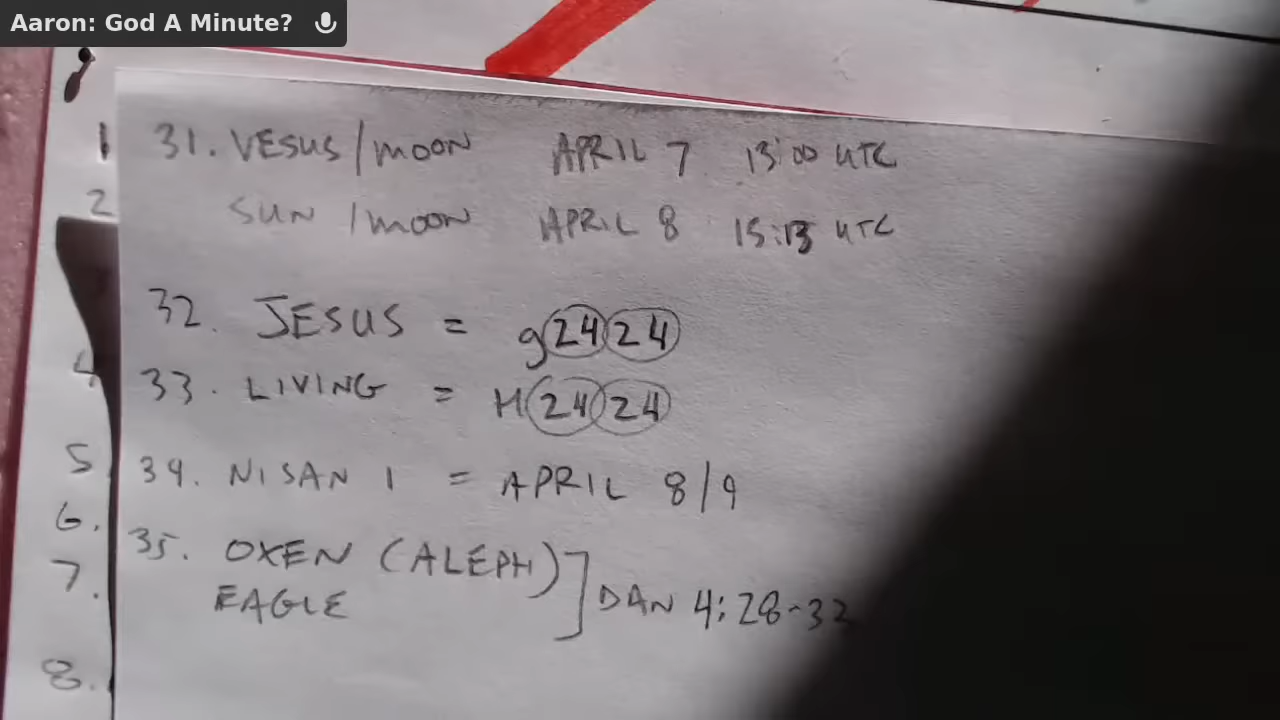 Aaron: God A Minute?
1
2
4
5
6.
7.
8.
31. VESUS/MOON APRIL 7 13:00 UTC
SUN/MOON APRIL 8 15:13 UTC
32. JESUS = g2424
33. LIVING = H2424
34. NISAN 1 = APRIL 8/9
35. OXEN (ALEPH)
EAGLE
DAN 4:28-32